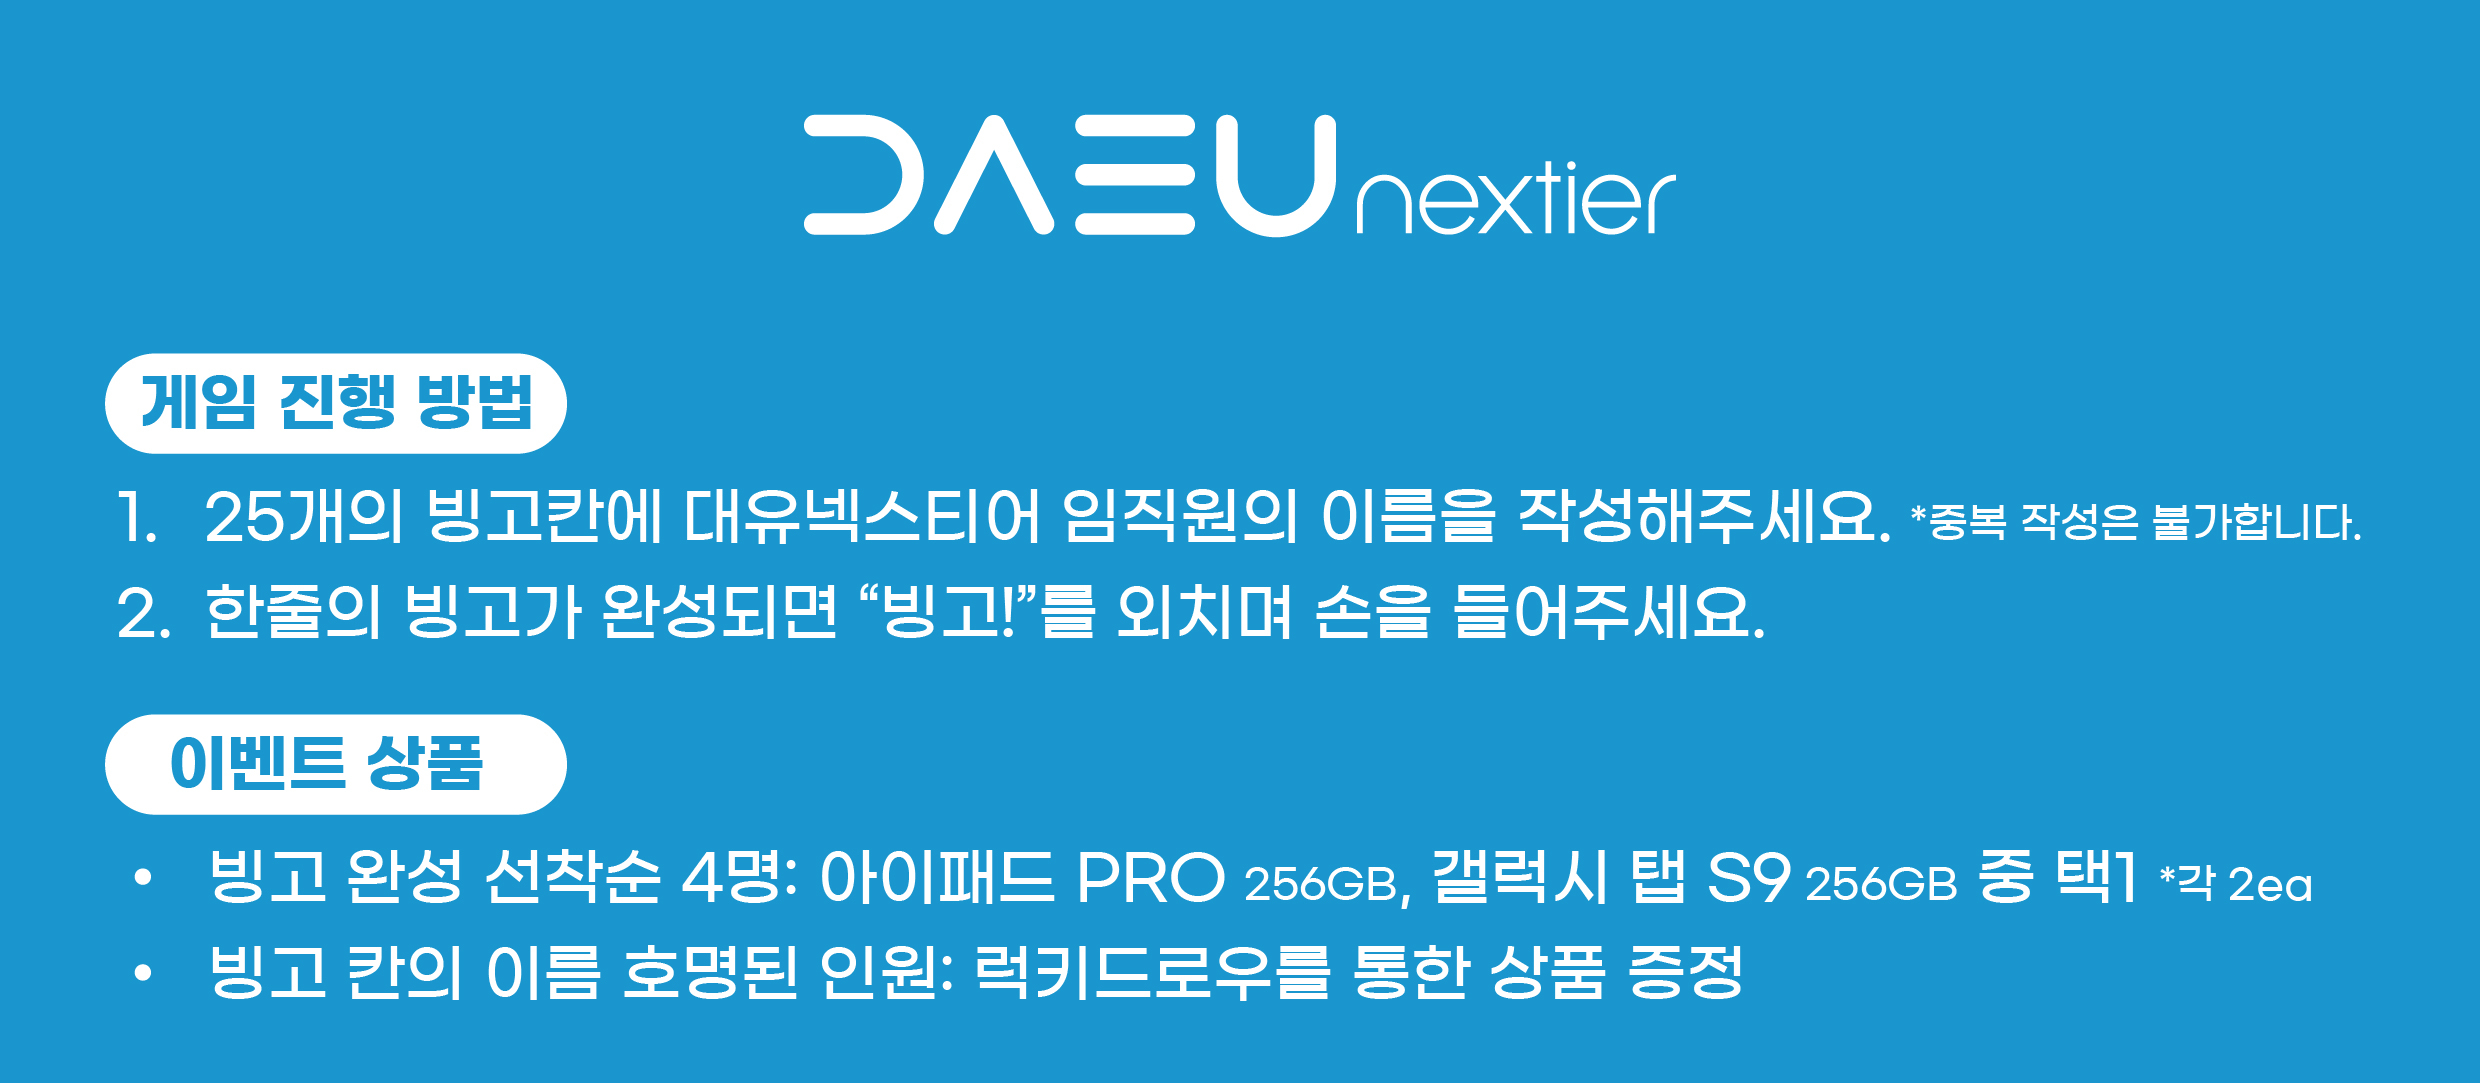 DAEU nextier
게임 진행 방법
1. 25개의 빙고칸에 대유넥스티어 임직원의 이름을 작성해주세요. *중복 작성은 불가합니다.
2. 한줄의 빙고가 완성되면 “빙고!”를 외치며 손을 들어주세요.
이벤트 상품
• 빙고 완성 선착순 4명: 아이패드 PRO 256GB, 갤럭시 탭 S9 256GB 중 택1 *각 2ea
• 빙고 칸의 이름 호명된 인원: 럭키드로우를 통한 상품 증정